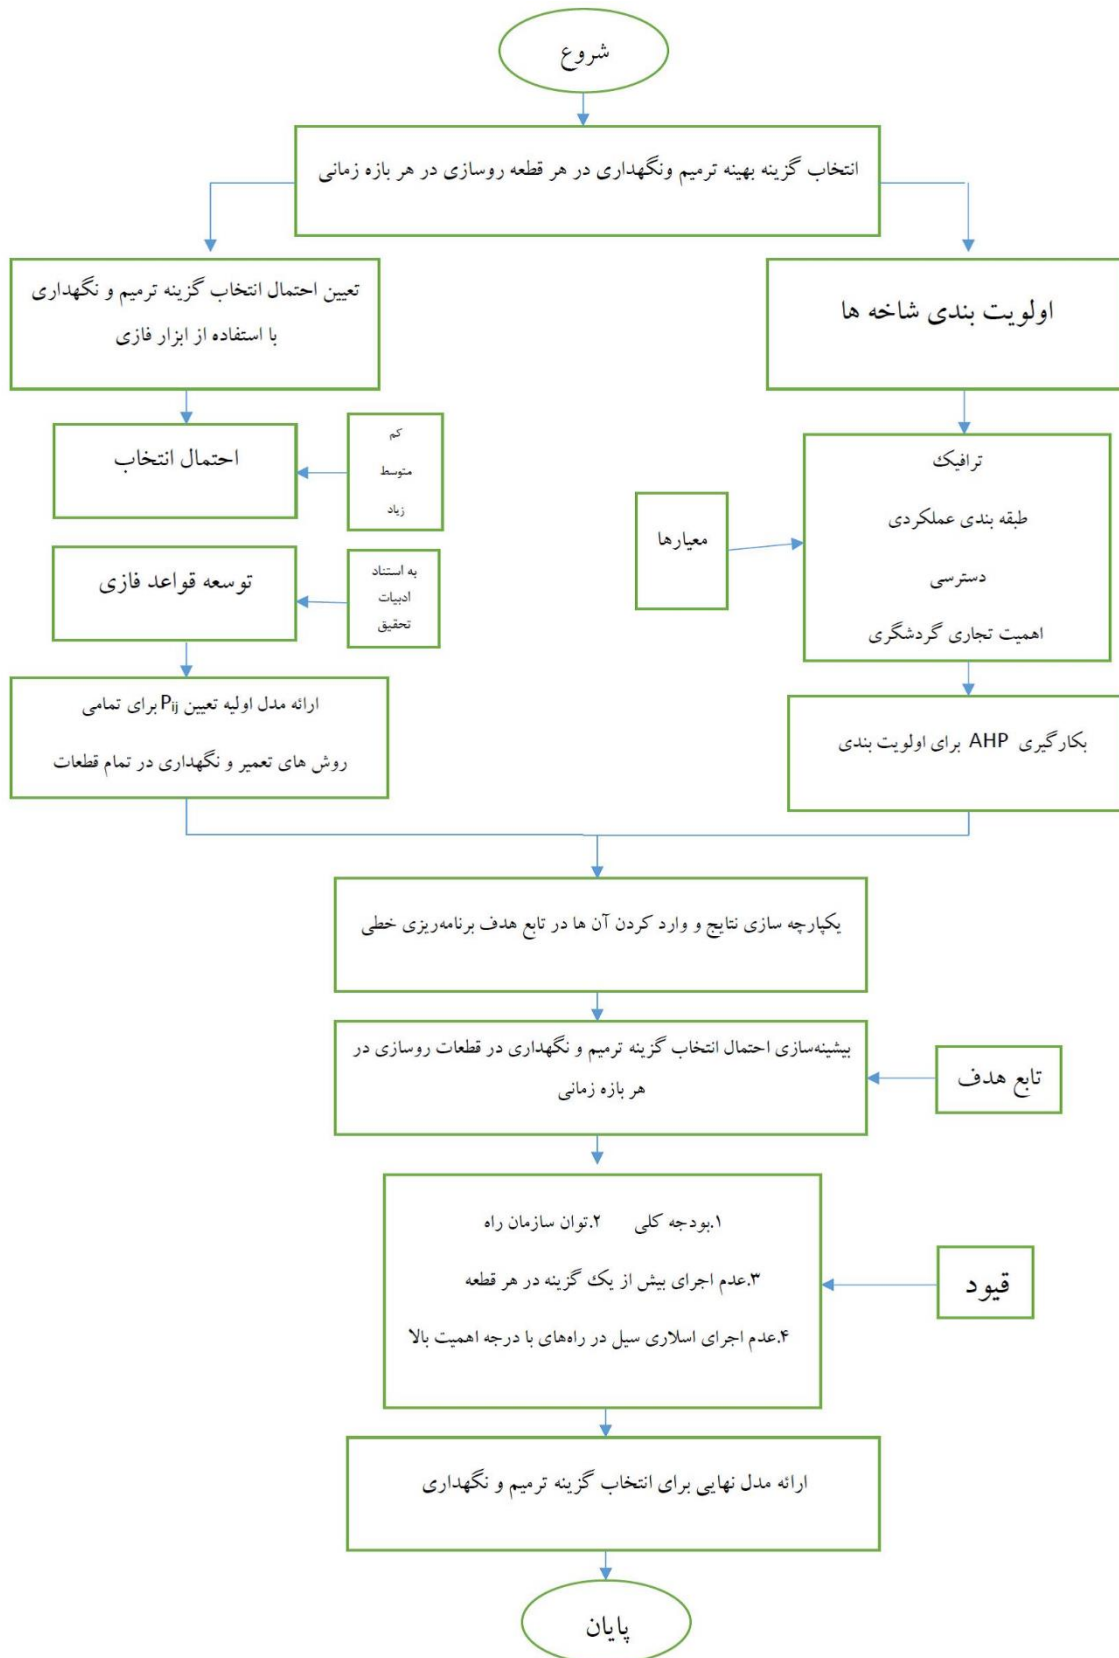 شروع
انتخاب گزینه بهینه ترمیم ونگهداری در هر قطعه روسازی در هر بازه زمانی
اولویت بندی شاخه ها
ترافیک
طبقه بندی عملکردی
دسترسی
اهمیت تجاری گردشگری
معیارها
بکارگیری AHP برای اولویت بندی
تعیین احتمال انتخاب گزینه ترمیم و نگهداری
با استفاده از ابزار فازی
احتمال انتخاب
کم
متوسط
زیاد
توسعه قواعد فازی
به استناد
ادبیات
تحقیق
ارائه مدل اولیه تعیین Pij برای تمامی
روش های تعمیر و نگهداری در تمام قطعات
یکپارچه سازی نتایج و وارد کردن آن ها در تابع هدف برنامه‌ریزی خطی
بیشینه‌سازی احتمال انتخاب گزینه ترمیم و نگهداری در قطعات روسازی در
هر بازه زمانی
تابع هدف
۱.بودجه کلی ۲.توان سازمان راه
۳.عدم اجرای بیش از یک گزینه در هر قطعه
۴.عدم اجرای اسلاری سیل در راه‌های با درجه اهمیت بالا
قیود
ارائه مدل نهایی برای انتخاب گزینه ترمیم و نگهداری
پایان